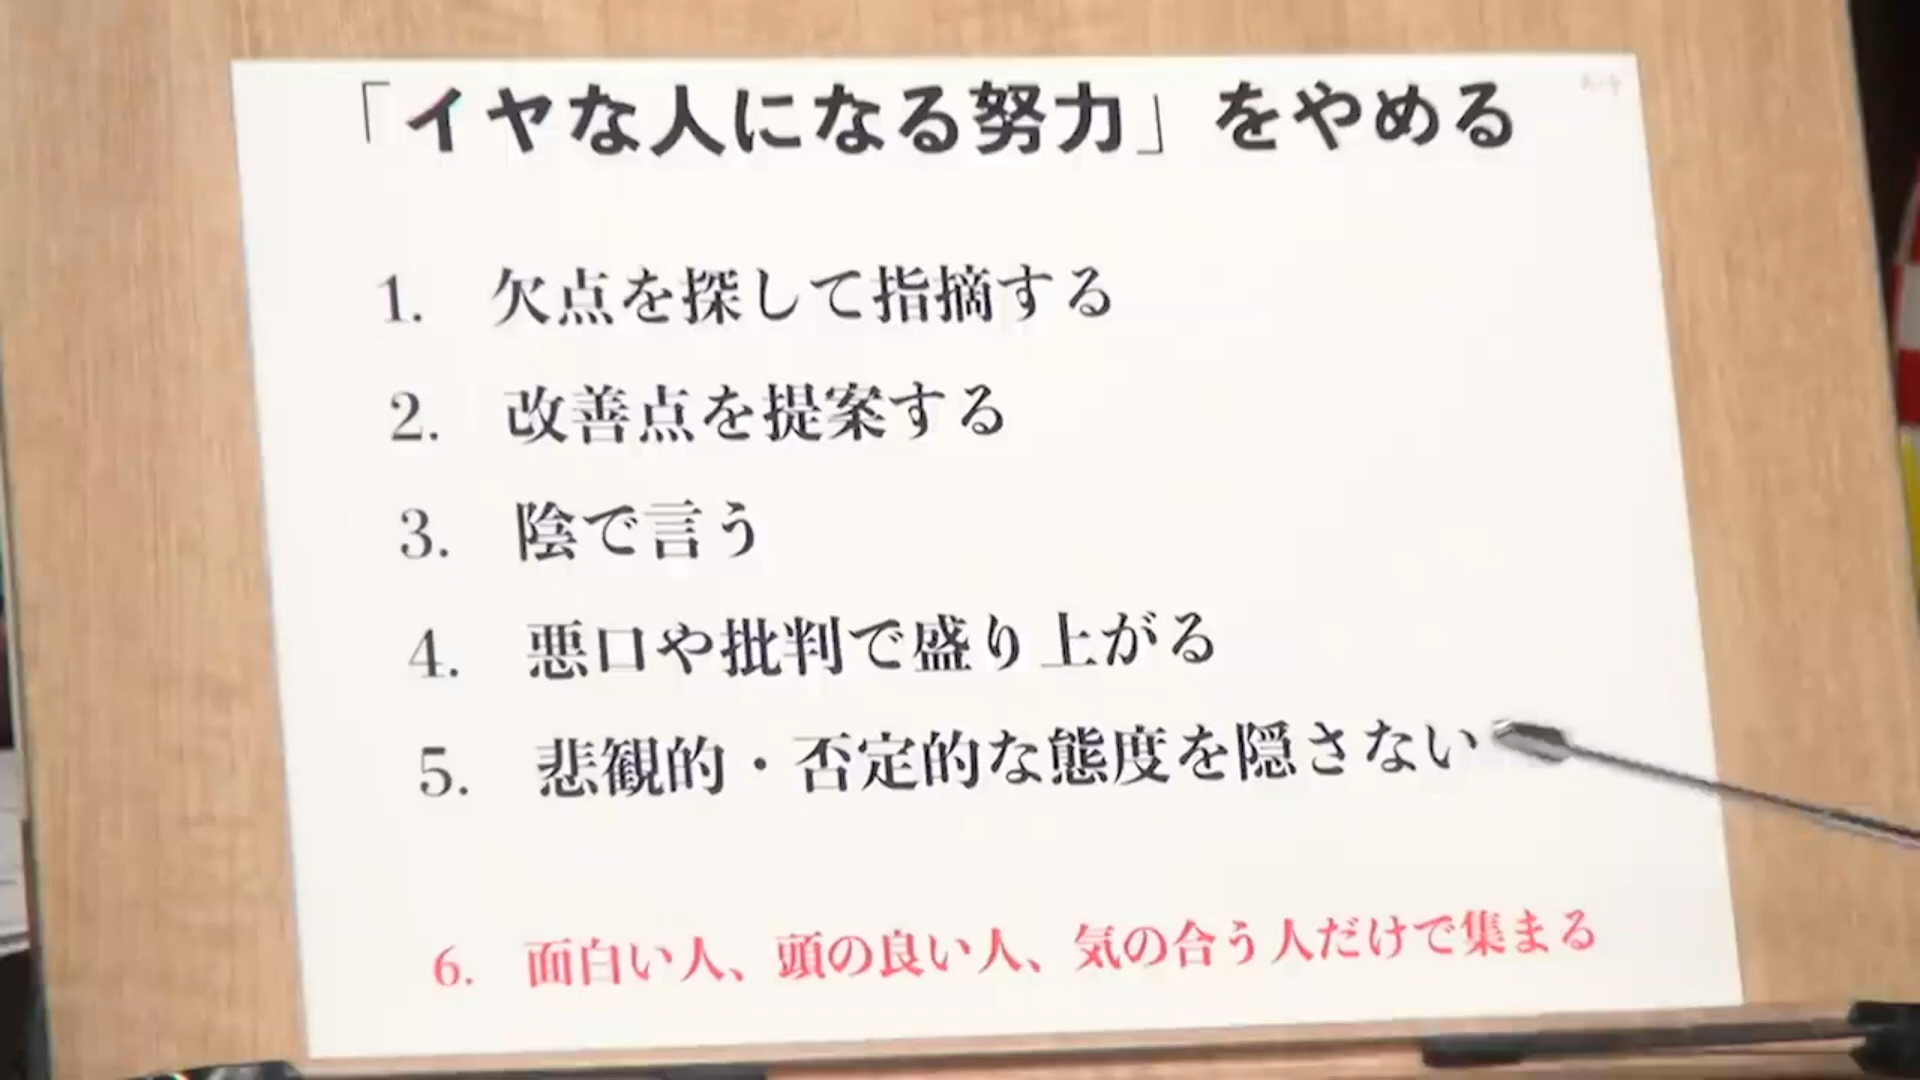 「イヤな人になる努力」をやめる
1. 欠点を探して指摘する
2. 改善点を提案する
3. 陰で言う
4. 悪口や批判で盛り上がる
5. 悲観的・否定的な態度を隠さない
6. 面白い人、頭の良い人、気の合う人だけで集まる